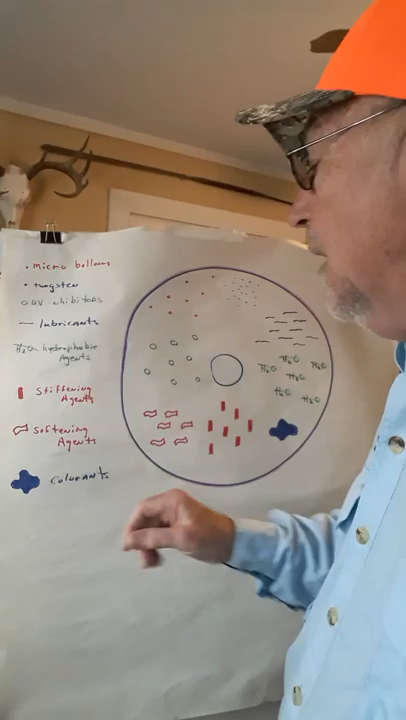 micro balloons
tungsten
UV inhibitors
lubricants
H₂O hydrophobic
Agents
Stiffening
Agents
Softening
Agents
Colorants
H₂O
H₂O
H₂O
H₂O
H₂O
H₂O